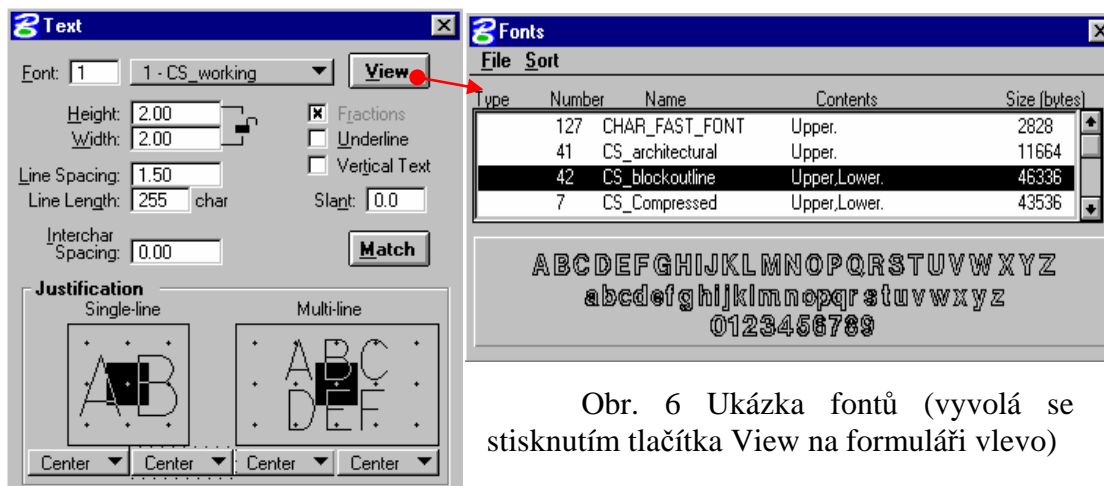 Text
Font: 1 1 - CS_working View
Height: 2.00
Width: 2.00
Fractions
Underline
Vertical Text
Line Spacing: 1.50
Line Length: 255 char
Slant: 0.0
Interchar
Spacing: 0.00
Match
Justification
Single-line Multi-line
AB
ABC
DEF
Center Center Center Center
Fonts
File Sort
Type Number Name Contents Size (bytes)
127 CHAR_FAST_FONT Upper. 2828
41 CS_architectural Upper. 11664
42 CS_blockoutline Upper,Lower. 46336
7 CS_Compressed Upper,Lower. 43536
ABCDEFGHIJKLMNOPQRSTUVWXYZ
abcdefghijklmnopqrstuvwxyz
0123456789
Obr. 6 Ukázka fontů (vyvolá se
stisknutím tlačítka View na formuláři vlevo)